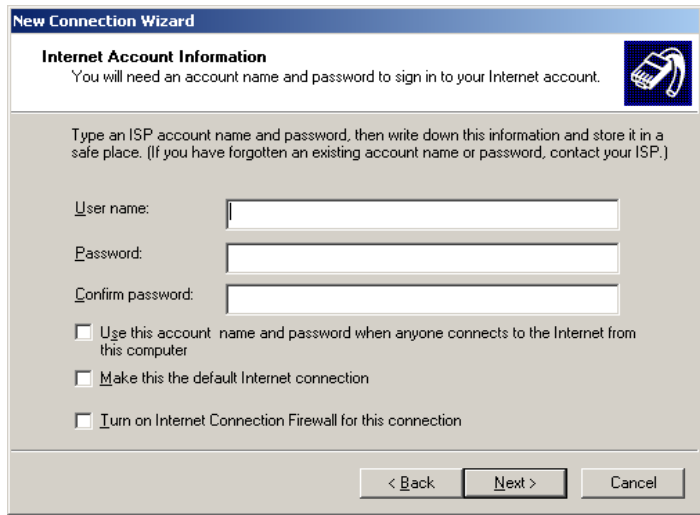 New Connection Wizard
Internet Account Information
You will need an account name and password to sign in to your Internet account.
Type an ISP account name and password, then write down this information and store it in a
safe place. (If you have forgotten an existing account name or password, contact your ISP.)
User name:
Password:
Confirm password:
Use this account  name and password when anyone connects to the Internet from
this computer
Make this the default Internet connection
Turn on Internet Connection Firewall for this connection
< Back
Next >
Cancel